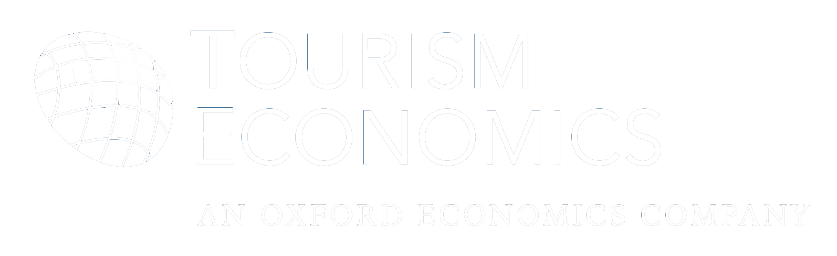 TOURISM
ECONOMICS
AN OXFORD ECONOMICS COMPANY